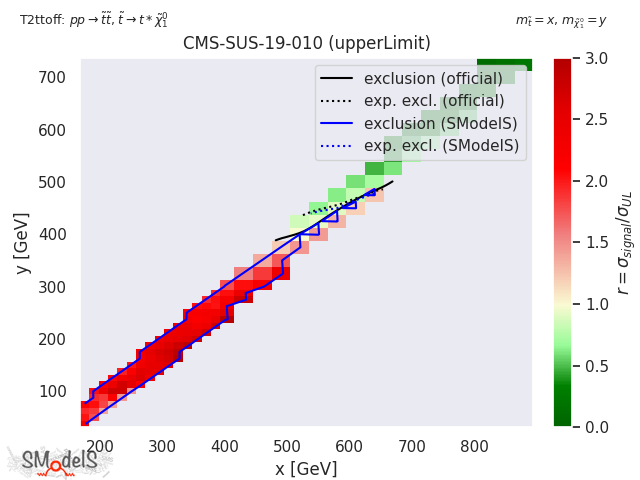 T2ttoff: pp → t̃t̃, t̃ → t* χ̃⁰₁
m_t̃ = x, m_χ̃⁰₁ = y
CMS-SUS-19-010 (upperLimit)
exclusion (official)
exp. excl. (official)
exclusion (SModelS)
exp. excl. (SModelS)
700
600
500
400
300
200
100
y [GeV]
200 300 400 500 600 700 800
x [GeV]
3.0
2.5
2.0
1.5
1.0
0.5
0.0
r = σ_signal/σ_UL
SModelS